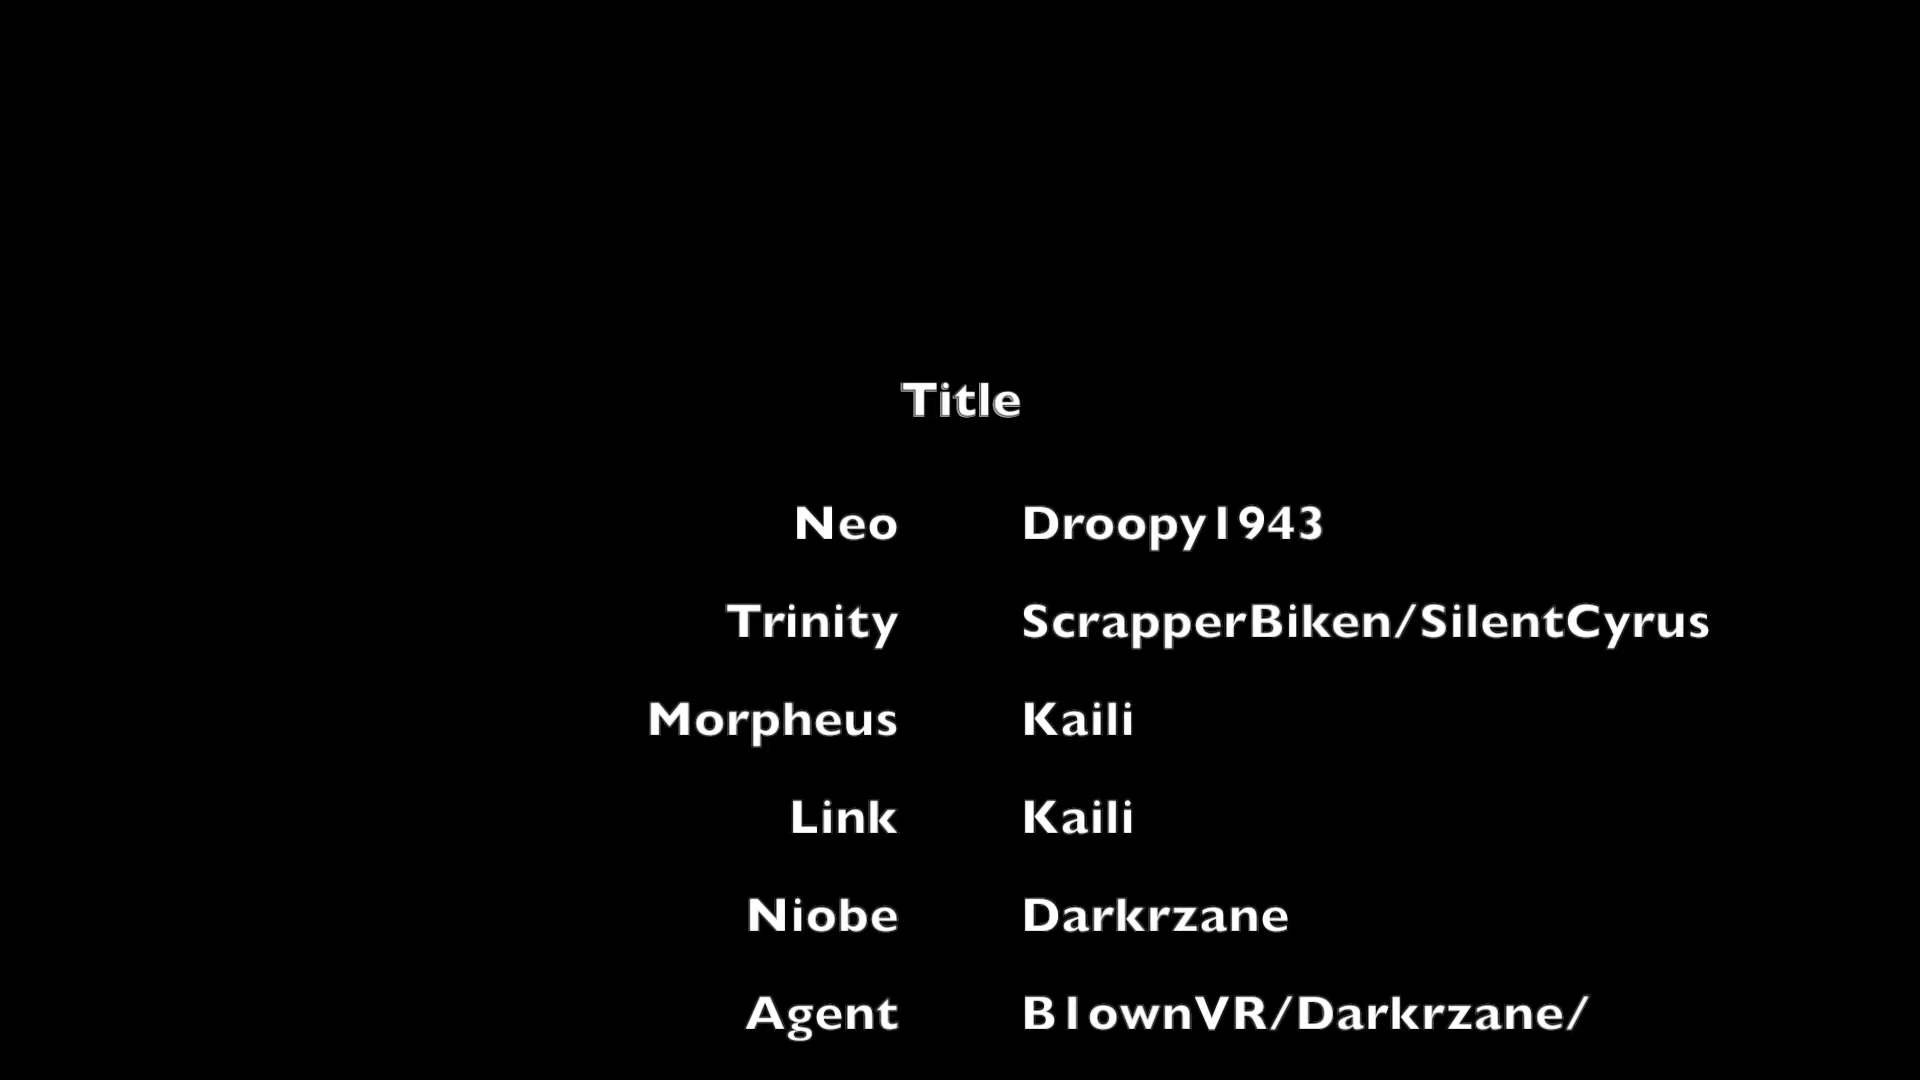 Title
Neo Droopy1943
Trinity ScrapperBiken/SilentCyrus
Morpheus Kaili
Link Kaili
Niobe Darkrzane
Agent B1ownVR/Darkrzane/